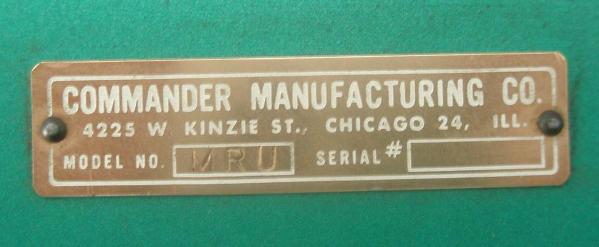 COMMANDER MANUFACTURING CO.
4225 W. KINZIE ST., CHICAGO 24, ILL.
MODEL NO. MRU SERIAL #